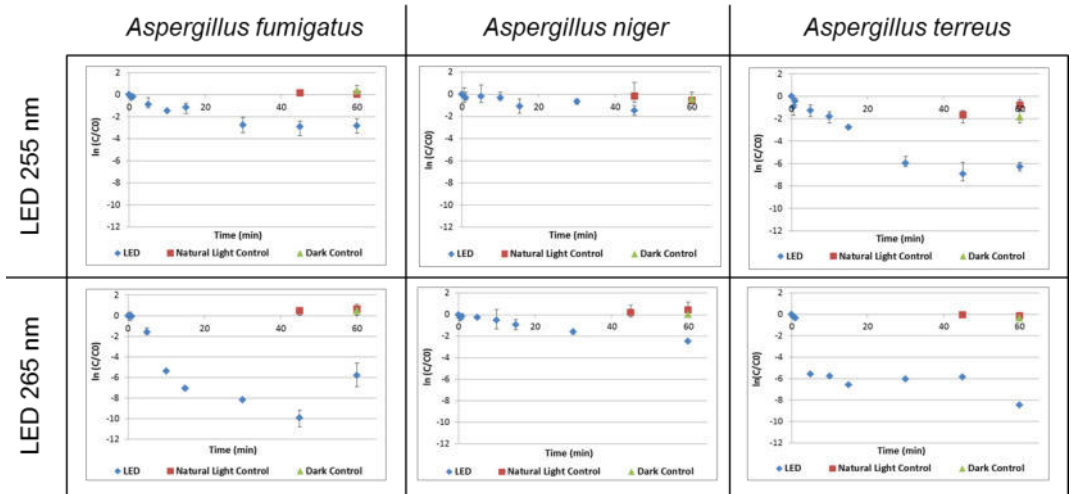 Aspergillus fumigatus Aspergillus niger Aspergillus terreus
LED 255 nm
2
0
-2
-4
-6
-8
-10
-12
0 20 40 60
ln (C/C0)
Time (min)
LED Natural Light Control Dark Control
2
0
-2
-4
-6
-8
-10
-12
0 20 40 60
ln (C/C0)
Time (min)
LED Natural Light Control Dark Control
2
0
-2
-4
-6
-8
-10
-12
0 20 40 60
ln (C/C0)
Time (min)
LED Natural Light Control Dark Control
LED 265 nm
2
0
-2
-4
-6
-8
-10
-12
0 20 40 60
ln (C/C0)
Time (min)
LED Natural Light Control Dark Control
2
0
-2
-4
-6
-8
-10
-12
0 20 40 60
ln (C/C0)
Time (min)
LED Natural Light Control Dark Control
2
0
-2
-4
-6
-8
-10
-12
0 20 40 60
ln(C/C0)
Time (min)
LED Natural Light Control Dark Control